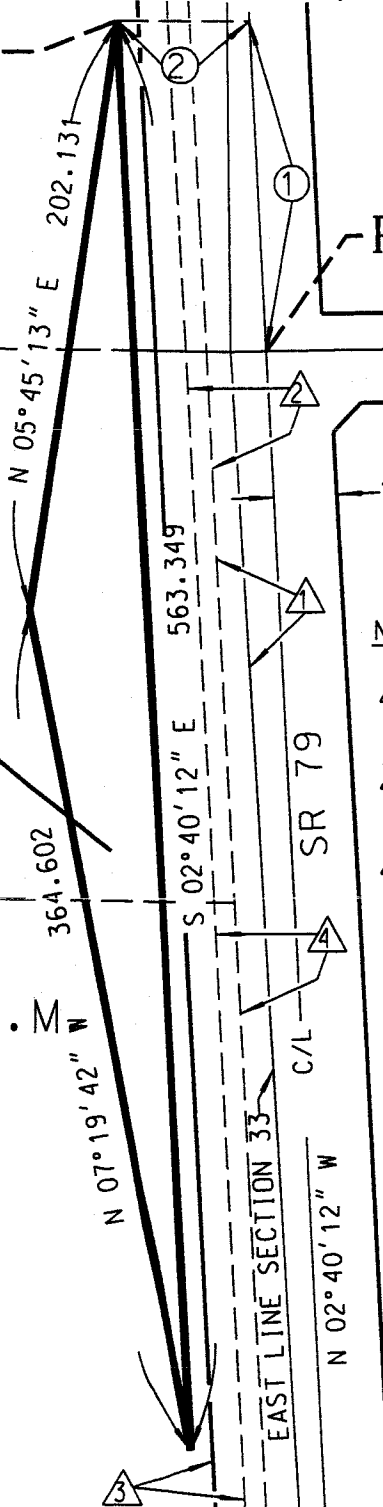 2
202.131
1
N 05°45'13" E
2
563.349
1
S 02°40'12" E
SR 79
364.602
4
. M
W
N 07°19'42" W
C/L
EAST LINE SECTION 33
N 02°40'12" W
3